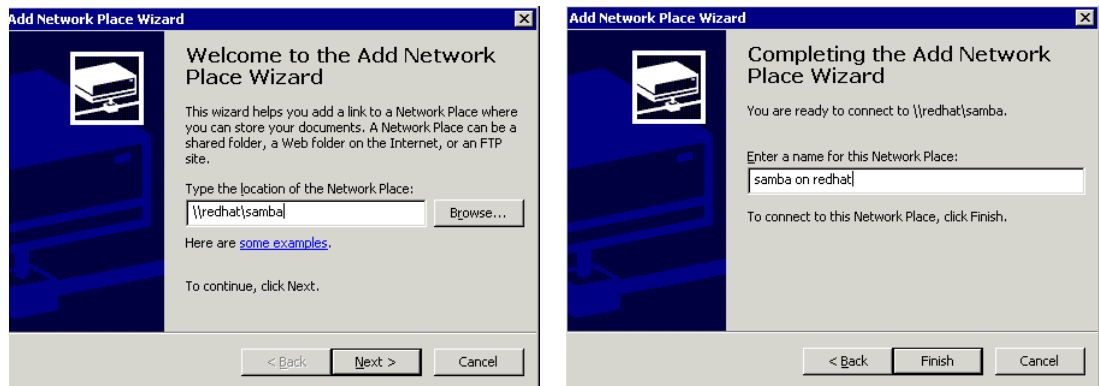 Add Network Place Wizard
Welcome to the Add Network
Place Wizard
This wizard helps you add a link to a Network Place where
you can store your documents. A Network Place can be a
shared folder, a Web folder on the Internet, or an FTP
site.
Type the location of the Network Place:
\\redhat\samba
Browse...
Here are some examples.
To continue, click Next.
< Back
Next >
Cancel
Add Network Place Wizard
Completing the Add Network
Place Wizard
You are ready to connect to \\redhat\samba.
Enter a name for this Network Place:
samba on redhat
To connect to this Network Place, click Finish.
< Back
Finish
Cancel